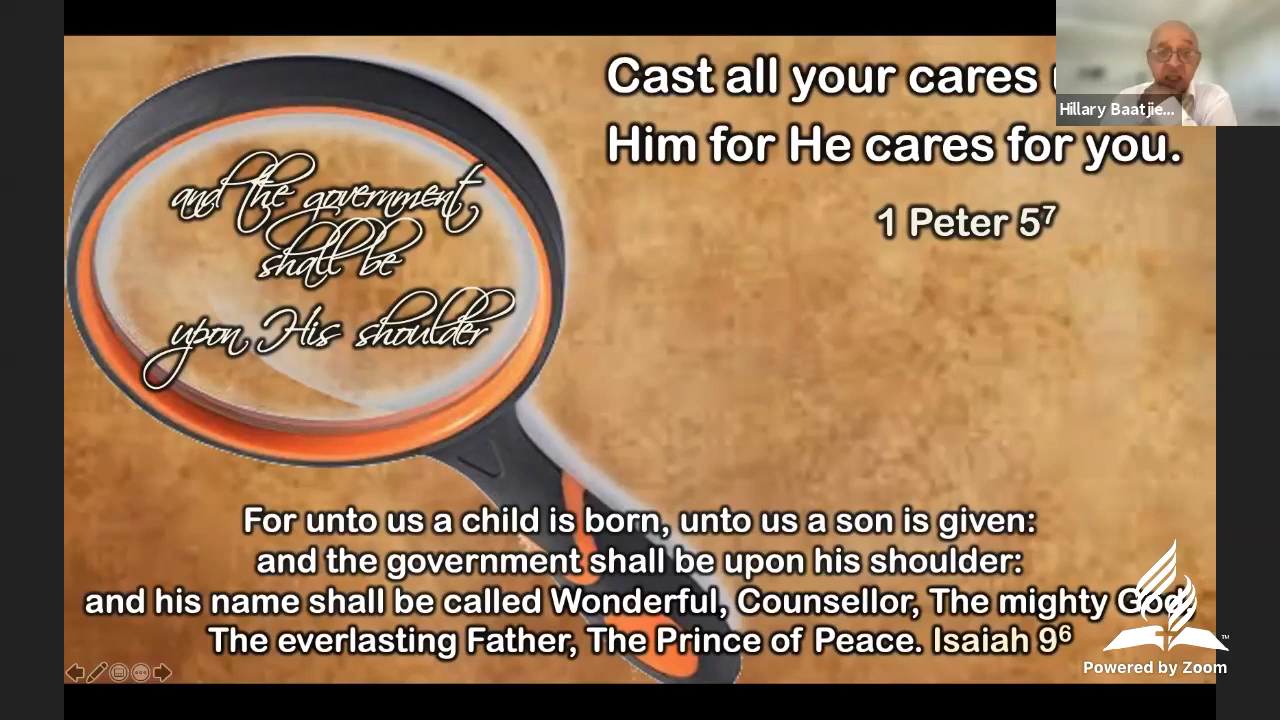 Cast all your cares
Him for He cares for you.
1 Peter 5⁷
Hillary Baatjie...
and the government
shall be
upon His shoulder
For unto us a child is born, unto us a son is given:
and the government shall be upon his shoulder:
and his name shall be called Wonderful, Counsellor, The mighty God,
The everlasting Father, The Prince of Peace. Isaiah 9⁶
TM
Powered by Zoom